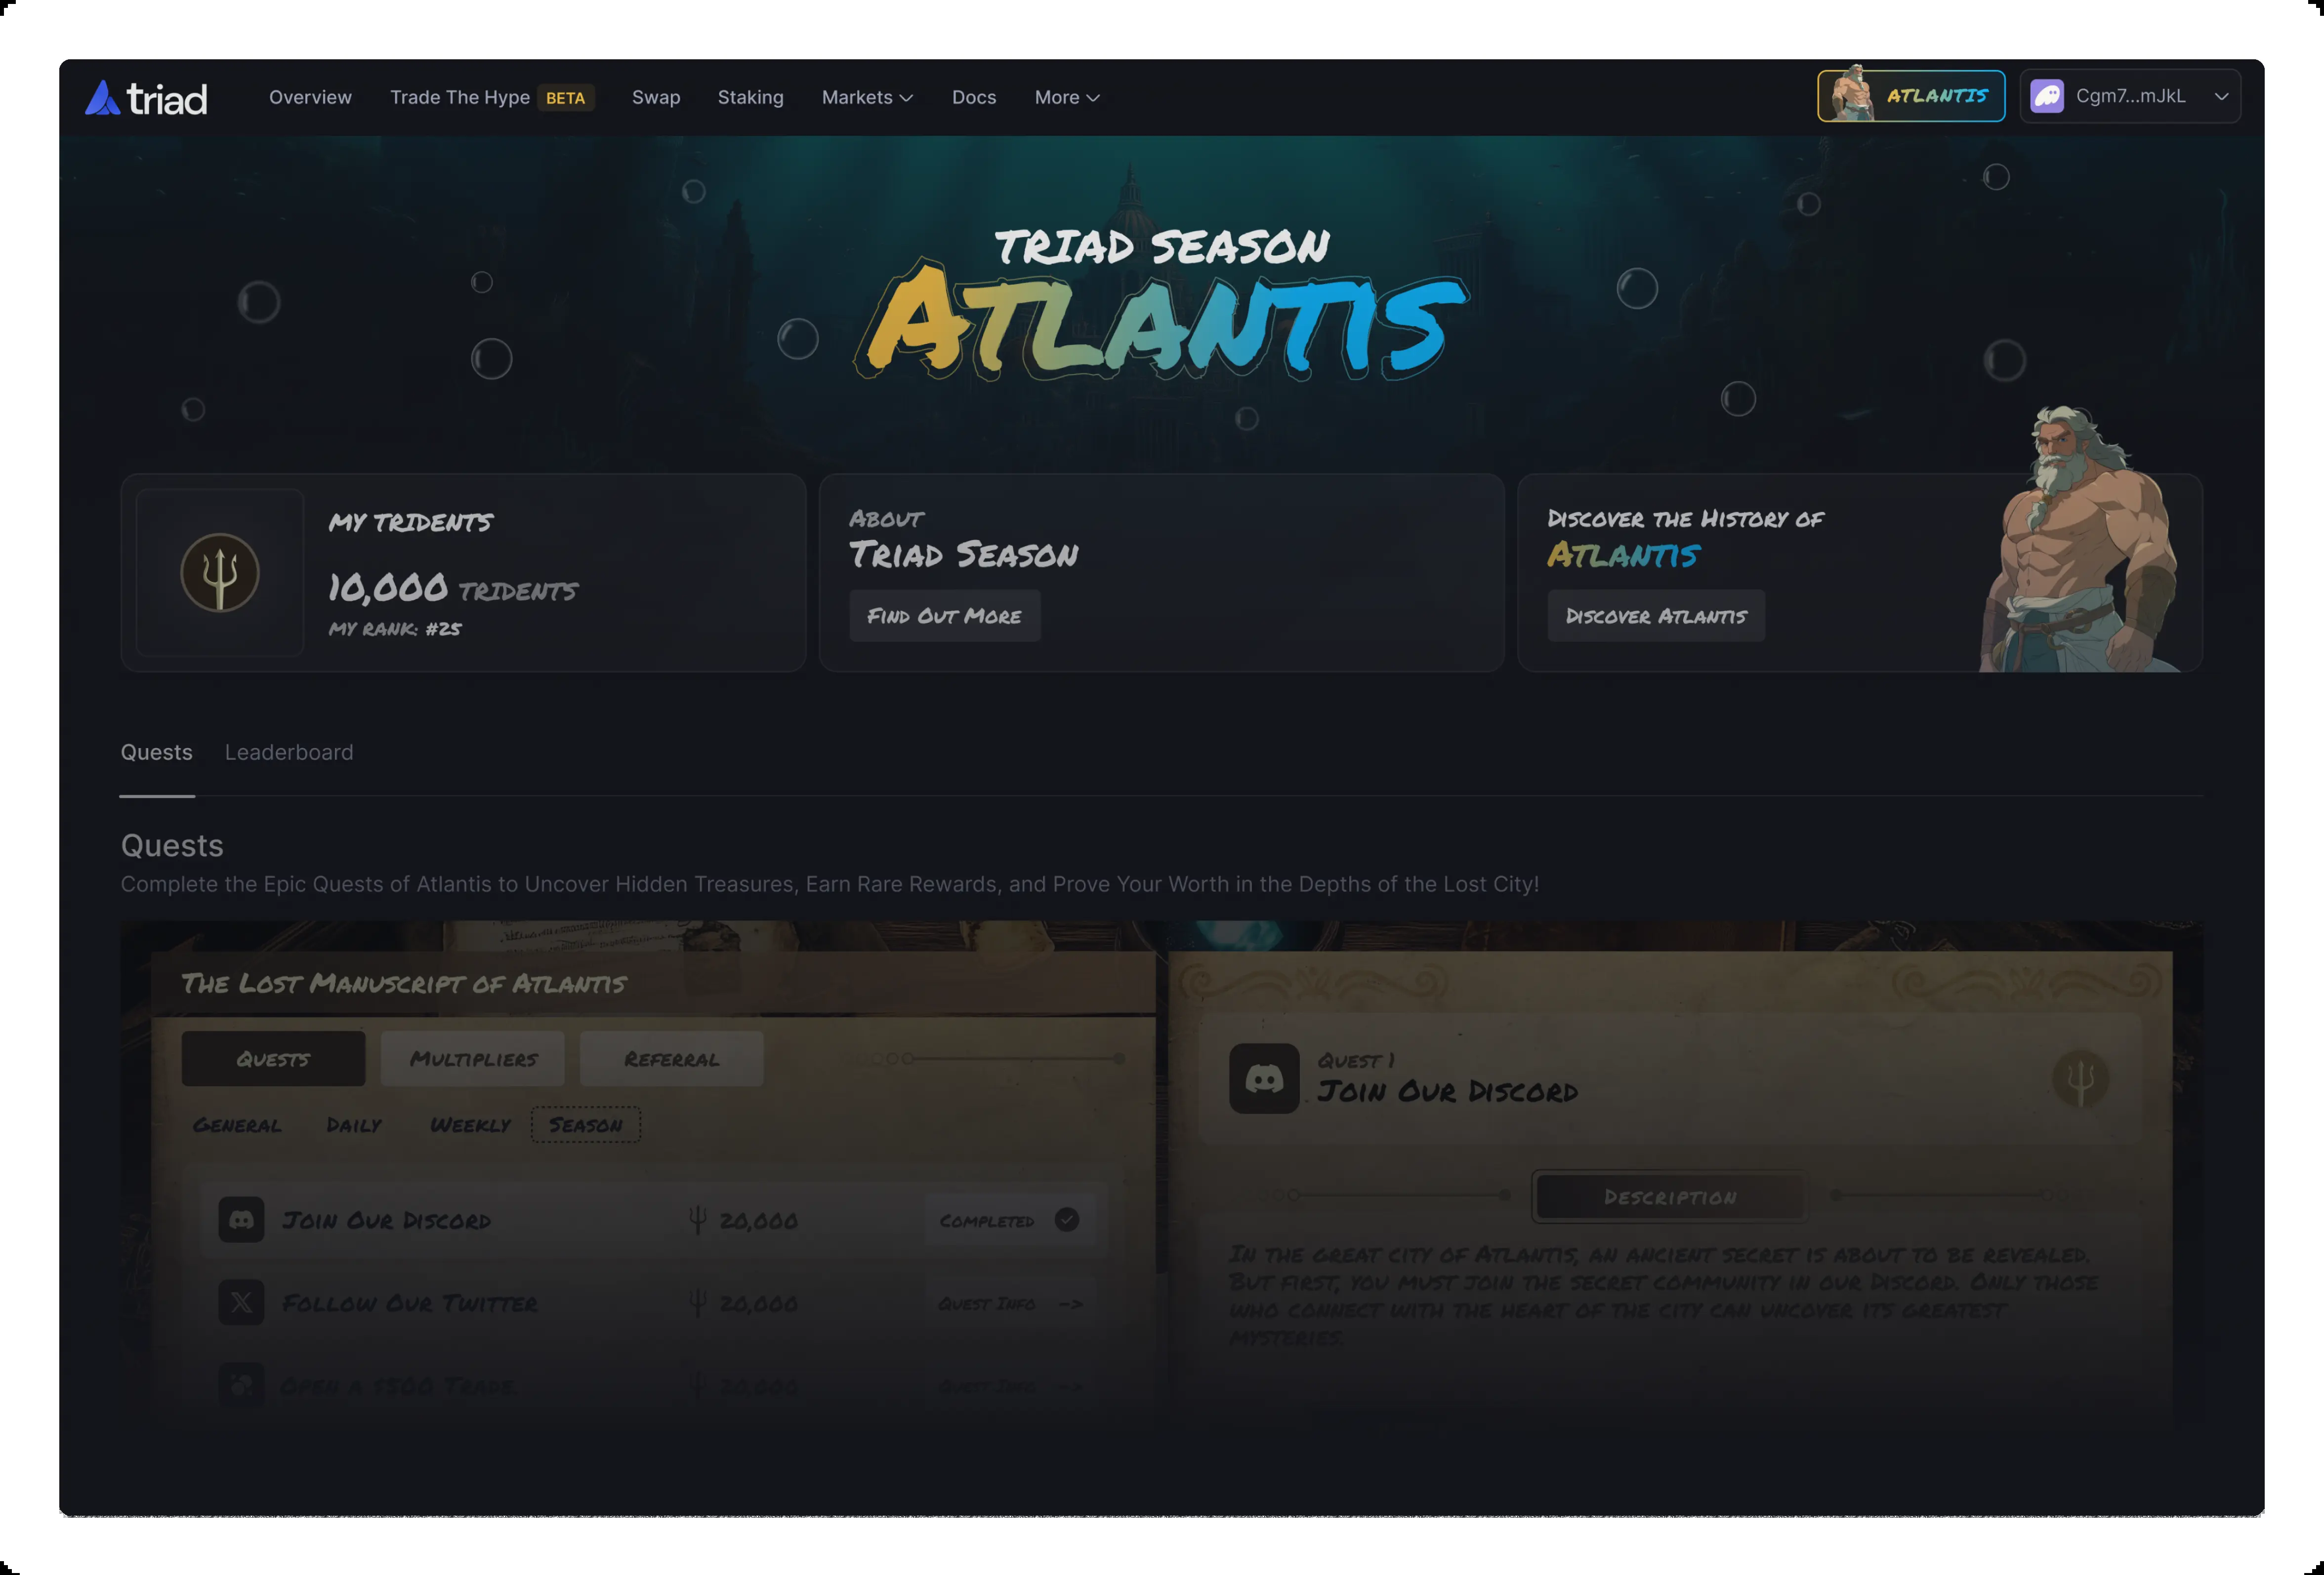 triad
Overview
Trade The Hype BETA
Swap
Staking
Markets
Docs
More
ATLANTIS
Cgm7...mJkL
TRIAD SEASON
ATLANTIS
MY TRIDENTS
10,000 TRIDENTS
MY RANK: #25
ABOUT
TRIAD SEASON
FIND OUT MORE
DISCOVER THE HISTORY OF
ATLANTIS
DISCOVER ATLANTIS
Quests
Leaderboard
Quests
Complete the Epic Quests of Atlantis to Uncover Hidden Treasures, Earn Rare Rewards, and Prove Your Worth in the Depths of the Lost City!
THE LOST MANUSCRIPT OF ATLANTIS
QUESTS
MULTIPLIERS
REFERRAL
GENERAL
DAILY
WEEKLY
SEASON
JOIN OUR DISCORD
20,000
COMPLETED
FOLLOW OUR TWITTER
20,000
QUEST INFO ->
OPEN A $500 TRADE.
20,000
QUEST INFO ->
QUEST 1
JOIN OUR DISCORD
DESCRIPTION
IN THE GREAT CITY OF ATLANTIS, AN ANCIENT SECRET IS ABOUT TO BE REVEALED.
BUT FIRST, YOU MUST JOIN THE SECRET COMMUNITY IN OUR DISCORD. ONLY THOSE
WHO CONNECT WITH THE HEART OF THE CITY CAN UNCOVER ITS GREATEST
MYSTERIES.